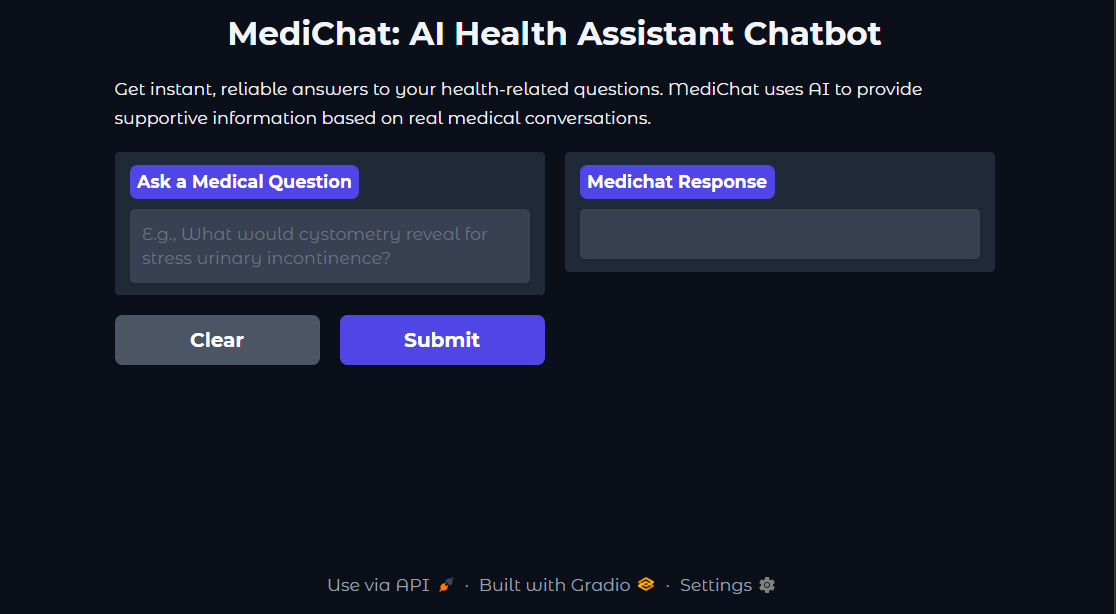 MediChat: AI Health Assistant Chatbot
Get instant, reliable answers to your health-related questions. MediChat uses AI to provide
supportive information based on real medical conversations.
Ask a Medical Question
E.g., What would cystometry reveal for
stress urinary incontinence?
Medichat Response
Clear
Submit
Use via API · Built with Gradio · Settings